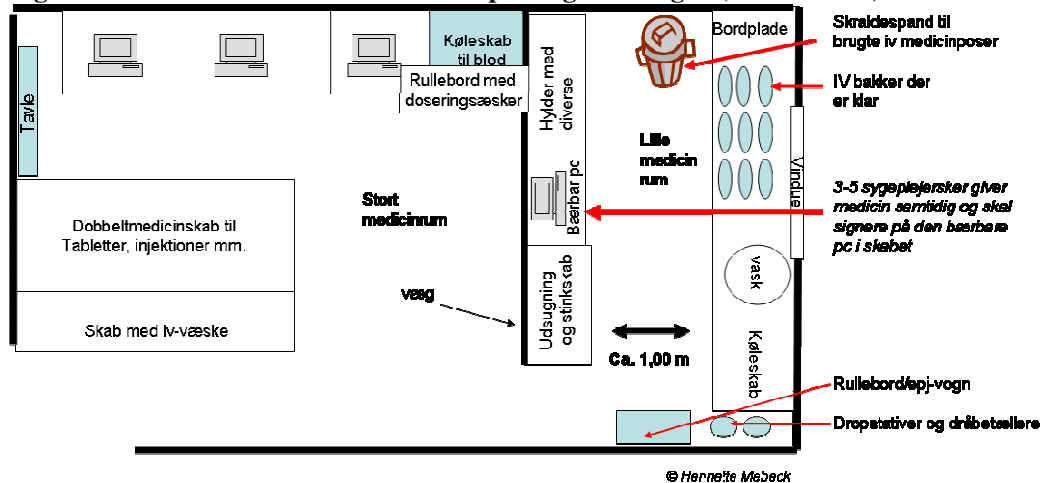 Køleskab
til blod
Rullebord med
doseringsæsker
Tavle
Dobbeltmedicinskab til
Tabletter, injektioner mm.
Skab med Iv-væske
Stort
medicinrum
væg
Hylder med
diverse
Bærbar pc
Udsugning
og stinkskab
Lille
medicin
rum
Ca. 1,00 m
Bordplade
Vindue
vask
Køleskab
Skraldespand til
brugte iv medicinposer
IV bakker der
er klar
3-5 sygeplejersker giver
medicin samtidig og skal
signere på den bærbare
pc i skabet
Rullebord/epj-vogn
Dropstativer og dråbetællere
© Henriette Mabeck